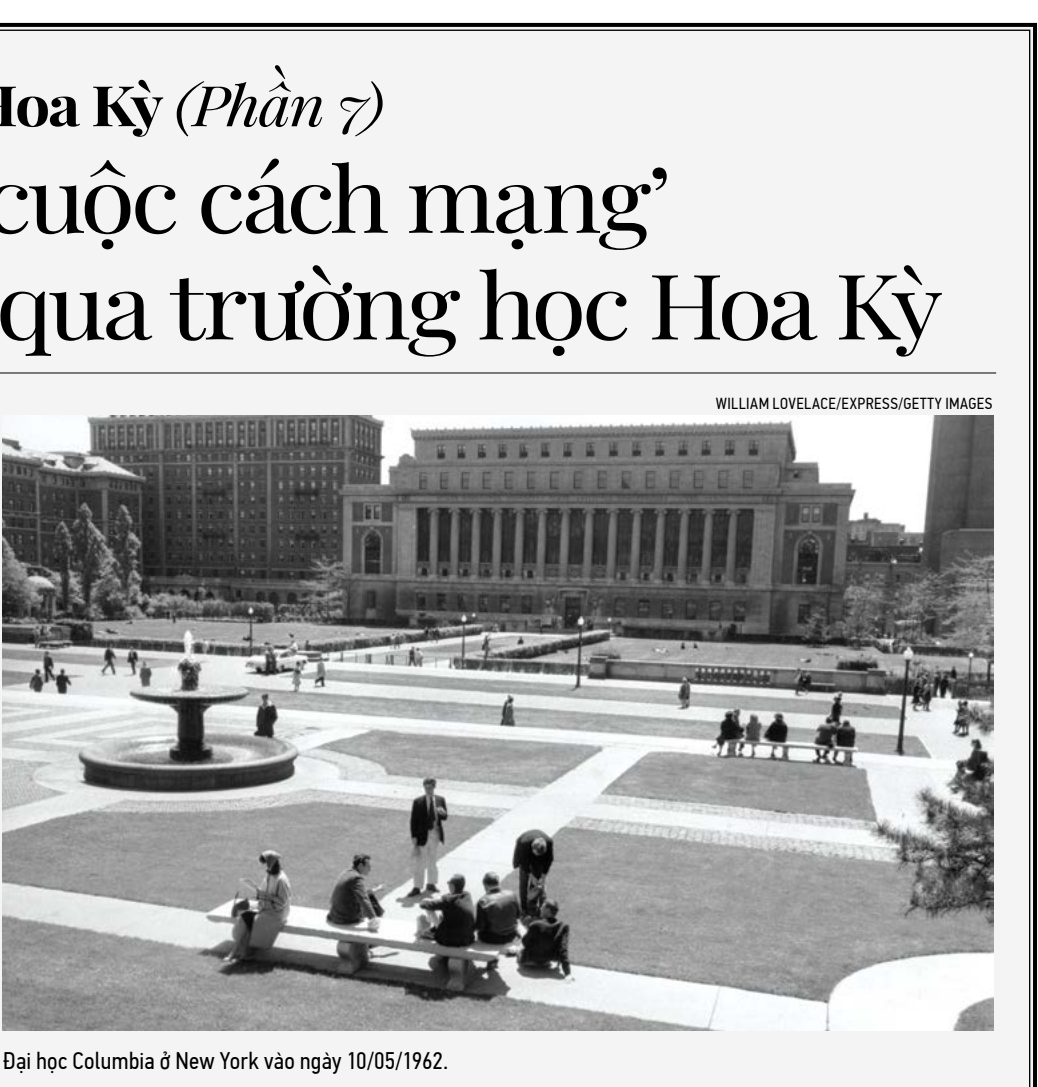 Hoa Kỳ (Phần 7)
cuộc cách mạng’
qua trường học Hoa Kỳ
WILLIAM LOVELACE/EXPRESS/GETTY IMAGES
Đại học Columbia ở New York vào ngày 10/05/1962.